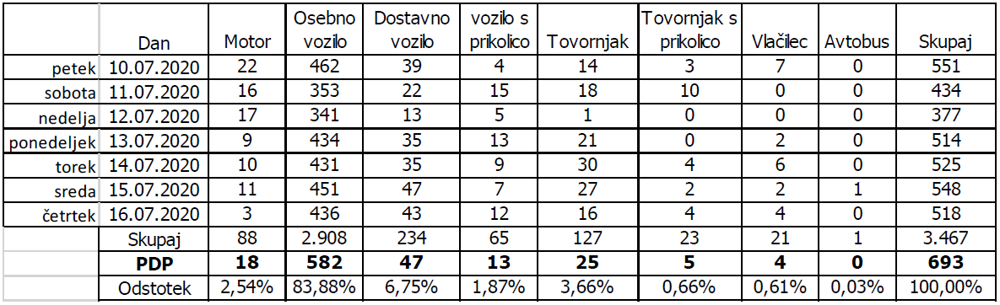 Dan Motor Osebno vozilo Dostavno vozilo vozilo s prikolico Tovornjak Tovornjak s prikolico Vlačilec Avtobus Skupaj
petek 10.07.2020 22 462 39 4 14 3 7 0 551
sobota 11.07.2020 16 353 22 15 18 10 0 0 434
nedelja 12.07.2020 17 341 13 5 1 0 0 0 377
ponedeljek 13.07.2020 9 434 35 13 21 0 2 0 514
torek 14.07.2020 10 431 35 9 30 4 6 0 525
sreda 15.07.2020 11 451 47 7 27 2 2 1 548
četrtek 16.07.2020 3 436 43 12 16 4 4 0 518
Skupaj 88 2.908 234 65 127 23 21 1 3.467
PDP 18 582 47 13 25 5 4 0 693
Odstotek 2,54% 83,88% 6,75% 1,87% 3,66% 0,66% 0,61% 0,03% 100,00%